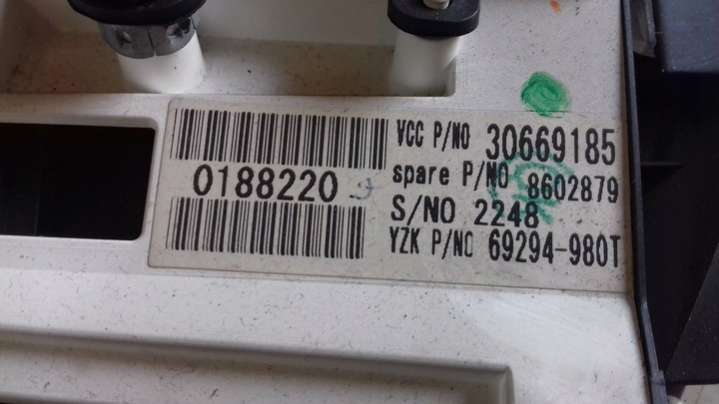 VCC P/NO 30669185
spare P/NO 8602879
S/NO 2248
YZK P/NO 69294-980T
0188220